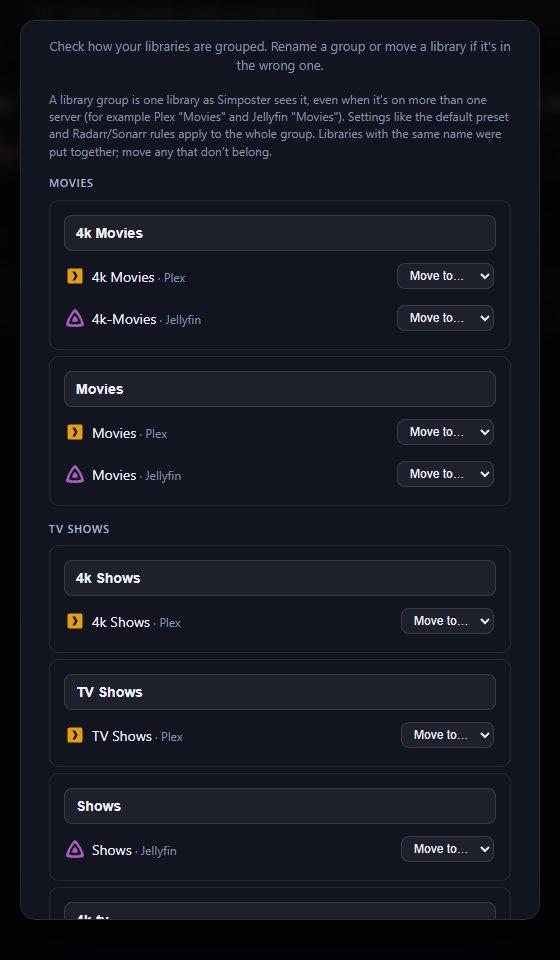 Check how your libraries are grouped. Rename a group or move a library if it's in
the wrong one.
A library group is one library as Simposter sees it, even when it's on more than one
server (for example Plex "Movies" and Jellyfin "Movies"). Settings like the default preset
and Radarr/Sonarr rules apply to the whole group. Libraries with the same name were
put together; move any that don't belong.
MOVIES
4k Movies
4k Movies · Plex Move to...
4k-Movies · Jellyfin Move to...
Movies
Movies · Plex Move to...
Movies · Jellyfin Move to...
TV SHOWS
4k Shows
4k Shows · Plex Move to...
TV Shows
TV Shows · Plex Move to...
Shows
Shows · Jellyfin Move to...
4k tv